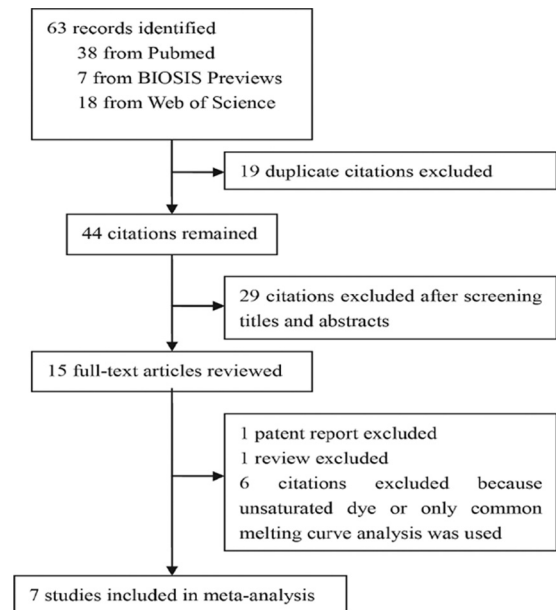 63 records identified
38 from Pubmed
7 from BIOSIS Previews
18 from Web of Science
19 duplicate citations excluded
44 citations remained
29 citations excluded after screening
titles and abstracts
15 full-text articles reviewed
1 patent report excluded
1 review excluded
6 citations excluded because
unsaturated dye or only common
melting curve analysis was used
7 studies included in meta-analysis